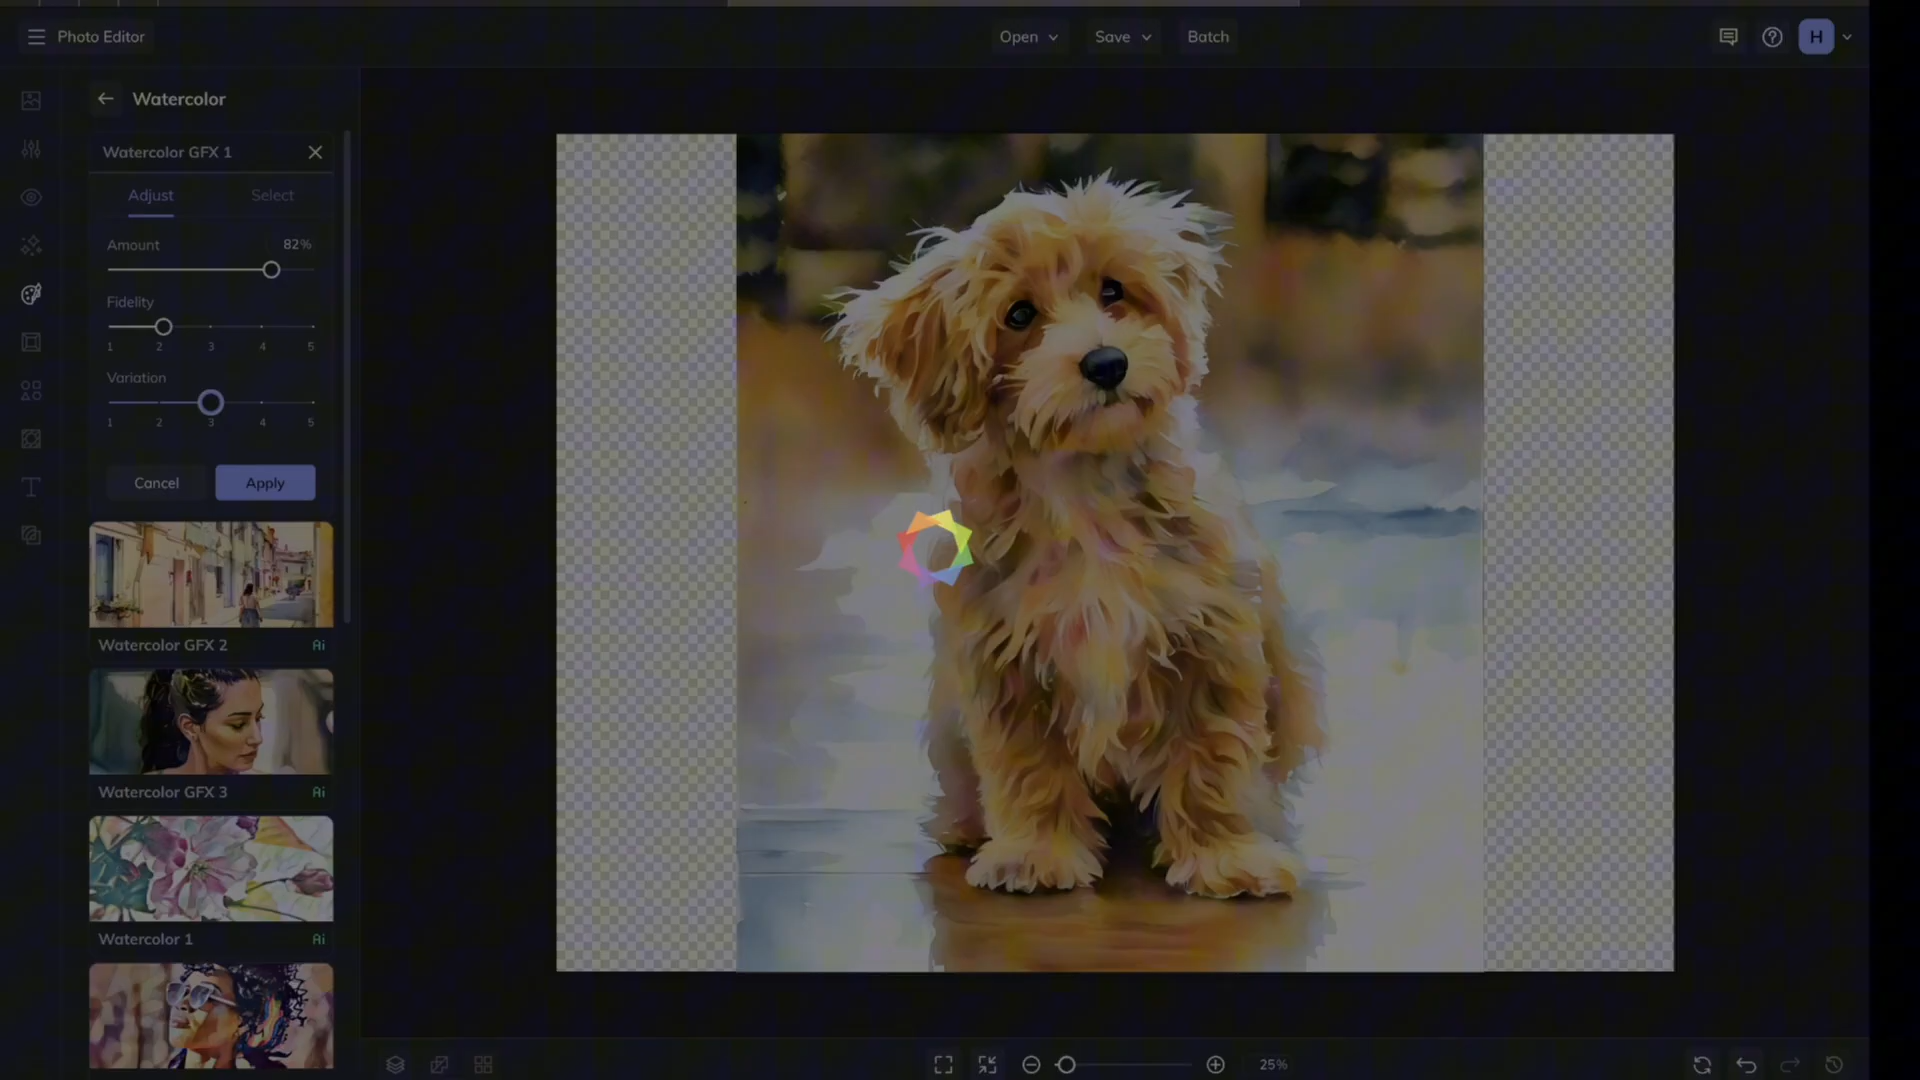 Photo Editor
Open
Save
Batch
H
Watercolor
Watercolor GFX 1
Adjust
Select
Amount
82%
Fidelity
1 2 3 4 5
Variation
1 2 3 4 5
Cancel
Apply
Watercolor GFX 2
Ai
Watercolor GFX 3
Ai
Watercolor 1
Ai
25%